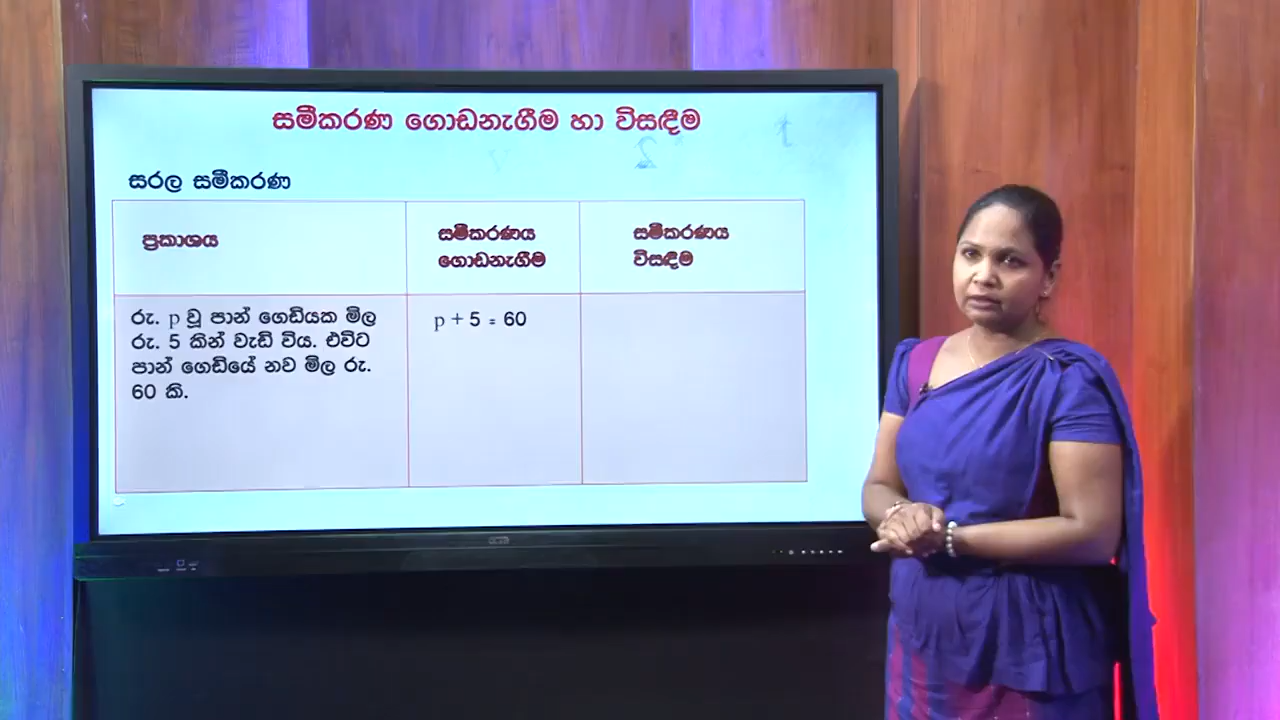 සමීකරණ ගොඩනැගීම හා විසඳීම
සරල සමීකරණ
ප්‍රකාශය
සමීකරණය
ගොඩනැගීම
සමීකරණය
විසඳීම
රු. p වූ පාන් ගෙඩියක මිල
රු. 5 කින් වැඩි විය. එවිට
පාන් ගෙඩියේ නව මිල රු.
60 කි.
p + 5 = 60